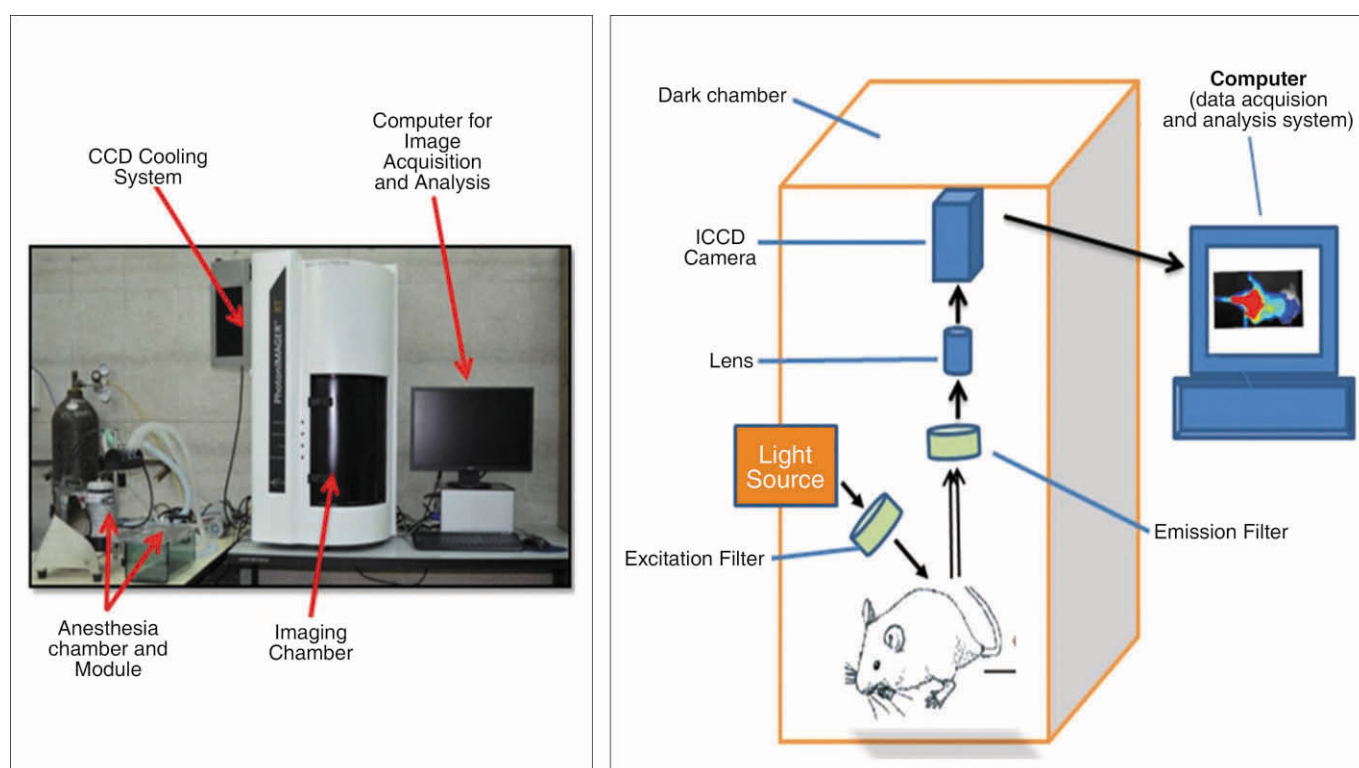 CCD Cooling
System
Computer for
Image
Acquisition
and Analysis
PhotonIMAGER RT
Anesthesia
chamber and
Module
Imaging
Chamber
Dark chamber
Computer
(data acquision
and analysis system)
ICCD
Camera
Lens
Light
Source
Excitation Filter
Emission Filter